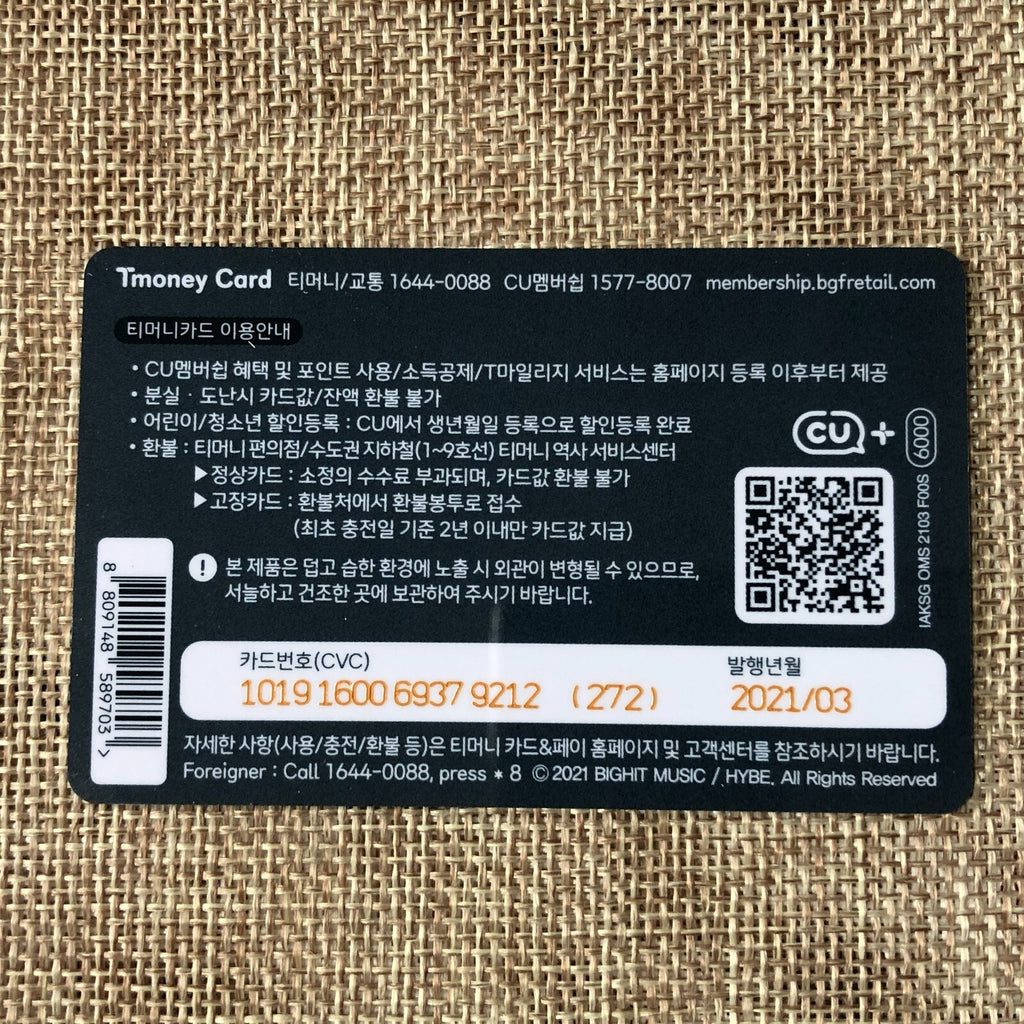 Tmoney Card 티머니/교통 1644-0088 CU멤버쉽 1577-8007 membership.bgfretail.com
티머니카드 이용안내
• CU멤버쉽 혜택 및 포인트 사용/소득공제/T마일리지 서비스는 홈페이지 등록 이후부터 제공
• 분실 · 도난시 카드값/잔액 환불 불가
• 어린이/청소년 할인등록 : CU에서 생년월일 등록으로 할인등록 완료
• 환불 : 티머니 편의점/수도권 지하철(1~9호선) 티머니 역사 서비스센터
▶정상카드 : 소정의 수수료 부과되며, 카드값 환불 불가
▶고장카드 : 환불처에서 환불봉투로 접수
(최초 충전일 기준 2년 이내만 카드값 지급)
CU +
6000
IAKSG OMS 2103 F00S
! 본 제품은 덥고 습한 환경에 노출 시 외관이 변형될 수 있으므로,
서늘하고 건조한 곳에 보관하여 주시기 바랍니다.
8 809148 589703 >
카드번호(CVC) 발행년월
1019 1600 6937 9212 (272) 2021/03
자세한 사항(사용/충전/환불 등)은 티머니 카드&페이 홈페이지 및 고객센터를 참조하시기 바랍니다.
Foreigner : Call 1644-0088, press * 8 © 2021 BIGHIT MUSIC / HYBE. All Rights Reserved